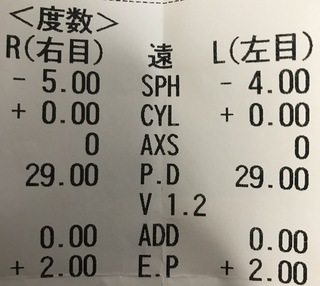 <度数>
R(右目) 遠 L(左目)
- 5.00 SPH - 4.00
+ 0.00 CYL + 0.00
0 AXS 0
29.00 P.D 29.00
V 1.2
0.00 ADD 0.00
+ 2.00 E.P + 2.00